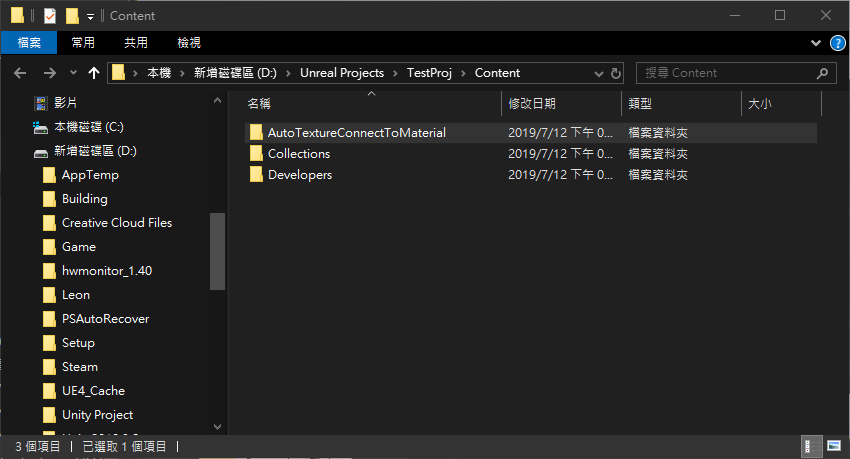 Content
檔案 常用 共用 檢視
本機 新增磁碟區 (D:) Unreal Projects TestProj Content 搜尋 Content
名稱 修改日期 類型 大小
影片
本機磁碟 (C:)
新增磁碟區 (D:)
AppTemp
Building
Creative Cloud Files
Game
hwmonitor_1.40
Leon
PSAutoRecover
Setup
Steam
UE4_Cache
Unity Project
AutoTextureConnectToMaterial 2019/7/12 下午 0... 檔案資料夾
Collections 2019/7/12 下午 0... 檔案資料夾
Developers 2019/7/12 下午 0... 檔案資料夾
3 個項目 已選取 1 個項目